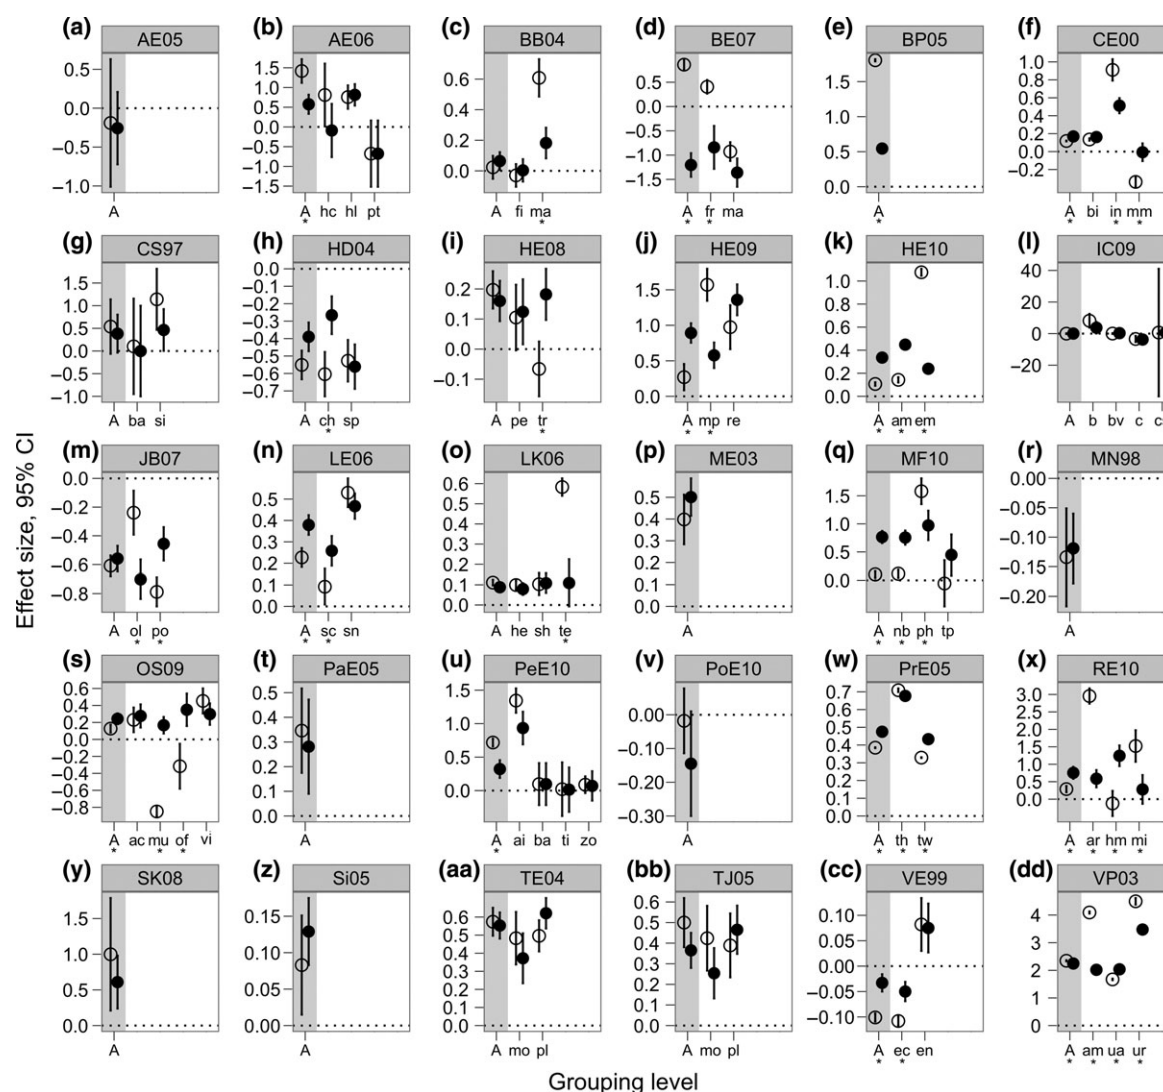 (a) (b) (c) (d) (e) (f)
AE05 AE06 BB04 BE07 BP05 CE00
0.5 0.0 −0.5 −1.0
1.5 1.0 0.5 0.0 −0.5 −1.0 −1.5
0.6 0.4 0.2 0.0
1.0 0.5 0.0 −0.5 −1.0 −1.5
1.5 1.0 0.5 0.0
1.0 0.8 0.6 0.4 0.2 0.0 −0.2
A A hc hl pt A fi ma A fr ma A A bi in mm
* * * * * * * *
(g) (h) (i) (j) (k) (l)
CS97 HD04 HE08 HE09 HE10 IC09
1.5 1.0 0.5 0.0 −0.5 −1.0
0.0 −0.1 −0.2 −0.3 −0.4 −0.5 −0.6 −0.7
0.2 0.1 0.0 −0.1
1.5 1.0 0.5 0.0
1.0 0.8 0.6 0.4 0.2 0.0
40 20 0 −20
A ba si A ch sp A pe tr A mp re A am em A b bv c c
* * * * * * *
(m) (n) (o) (p) (q) (r)
JB07 LE06 LK06 ME03 MF10 MN98
0.0 −0.2 −0.4 −0.6 −0.8
0.5 0.4 0.3 0.2 0.1 0.0
0.6 0.5 0.4 0.3 0.2 0.1 0.0
0.5 0.4 0.3 0.2 0.1 0.0
1.5 1.0 0.5 0.0
0.00 −0.05 −0.10 −0.15 −0.20
A ol po A sc sn A he sh te A A nb ph tp A
* * * * * * * *
(s) (t) (u) (v) (w) (x)
OS09 PaE05 PeE10 PoE10 PrE05 RE10
0.6 0.4 0.2 0.0 −0.2 −0.4 −0.6 −0.8
0.5 0.4 0.3 0.2 0.1 0.0
1.5 1.0 0.5 0.0
0.00 −0.10 −0.20 −0.30
0.7 0.6 0.5 0.4 0.3 0.2 0.1 0.0
3.0 2.5 2.0 1.5 1.0 0.5 0.0
A ac mu of vi A A ai ba ti zo A A th tw A ar hm mi
* * * * * * * * * * *
(y) (z) (aa) (bb) (cc) (dd)
SK08 Si05 TE04 TJ05 VE99 VP03
1.5 1.0 0.5 0.0
0.15 0.10 0.05 0.00
0.6 0.5 0.4 0.3 0.2 0.1 0.0
0.6 0.5 0.4 0.3 0.2 0.1 0.0
0.10 0.05 0.00 −0.05 −0.10
4 3 2 1 0
A A A mo pl A mo pl A ec en A am ua ur
* * * * * *
Effect size, 95% CI
Grouping level